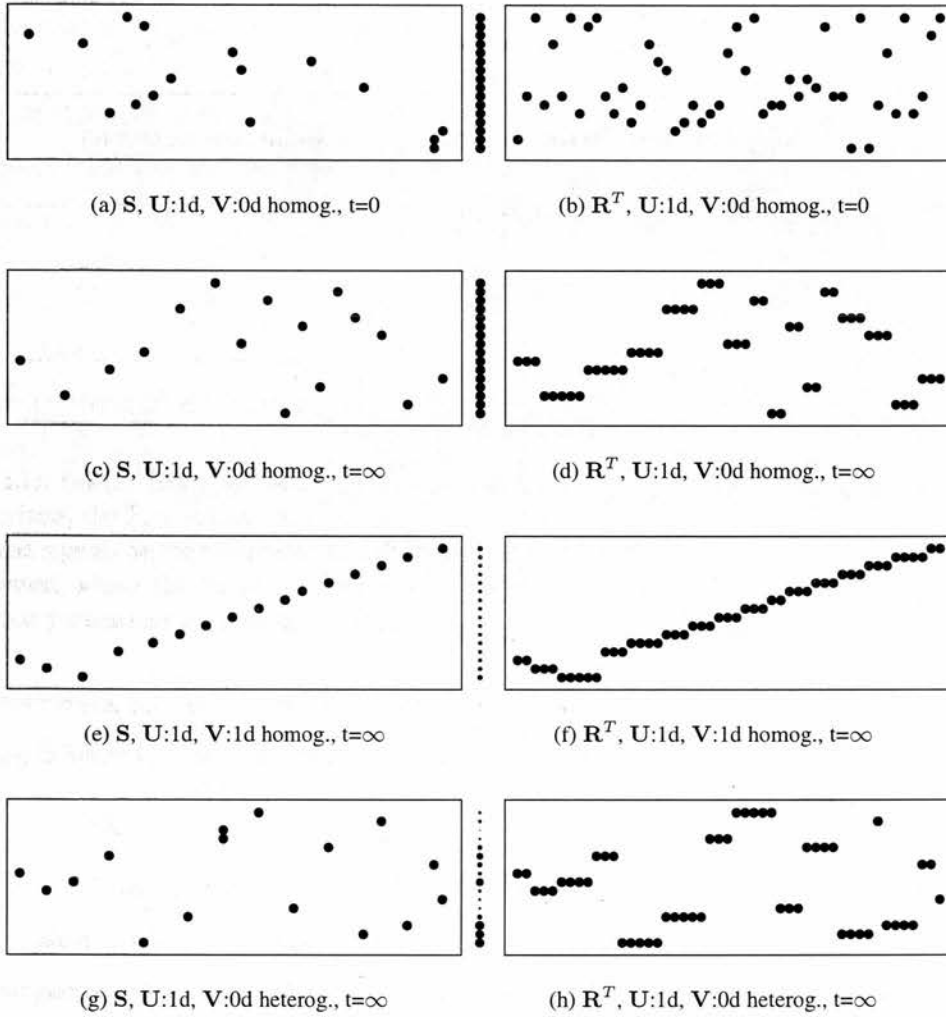 (a) S, U:1d, V:0d homog., t=0
(b) R^T, U:1d, V:0d homog., t=0
(c) S, U:1d, V:0d homog., t=∞
(d) R^T, U:1d, V:0d homog., t=∞
(e) S, U:1d, V:1d homog., t=∞
(f) R^T, U:1d, V:1d homog., t=∞
(g) S, U:1d, V:0d heterog., t=∞
(h) R^T, U:1d, V:0d heterog., t=∞